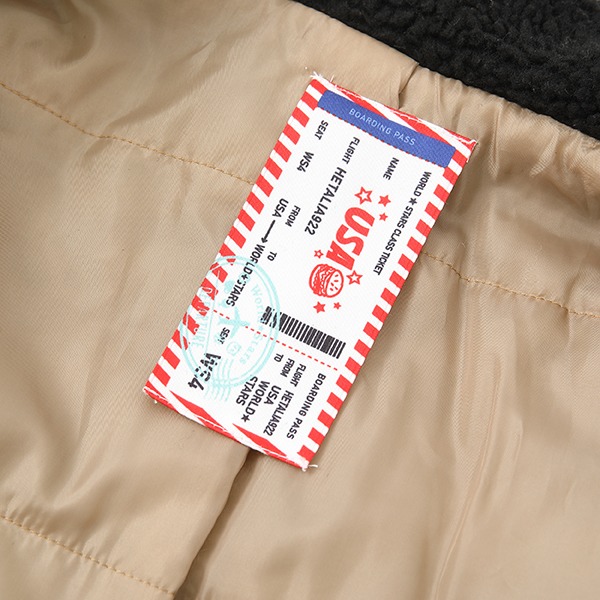 BOARDING PASS
NAME
WORLD★STARS CLASS TICKET
FLIGHT HETALIA922
SEAT WS4
USA
FROM TO
USA → WORLD★STARS
SEAT
WS4
BOARDING PASS
FLIGHT HETALIA922
FROM USA
TO WORLD★
STARS